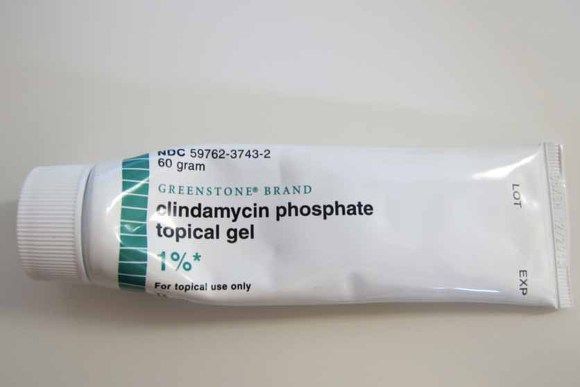 NDC 59762-3743-2
60 gram
GREENSTONE® BRAND
clindamycin phosphate
topical gel
1%*
For topical use only
LOT
EXP